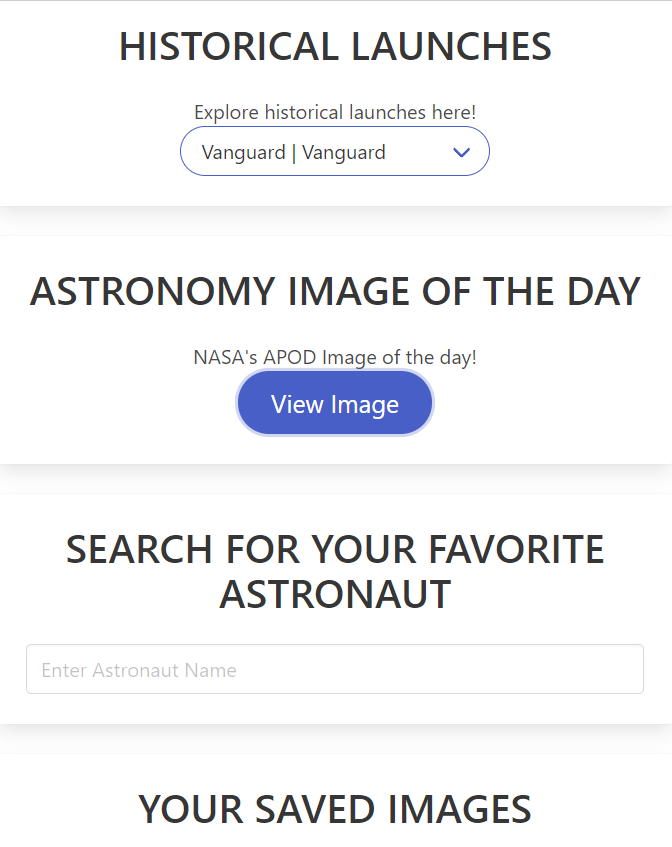 HISTORICAL LAUNCHES
Explore historical launches here!
Vanguard | Vanguard
ASTRONOMY IMAGE OF THE DAY
NASA's APOD Image of the day!
View Image
SEARCH FOR YOUR FAVORITE
ASTRONAUT
Enter Astronaut Name
YOUR SAVED IMAGES